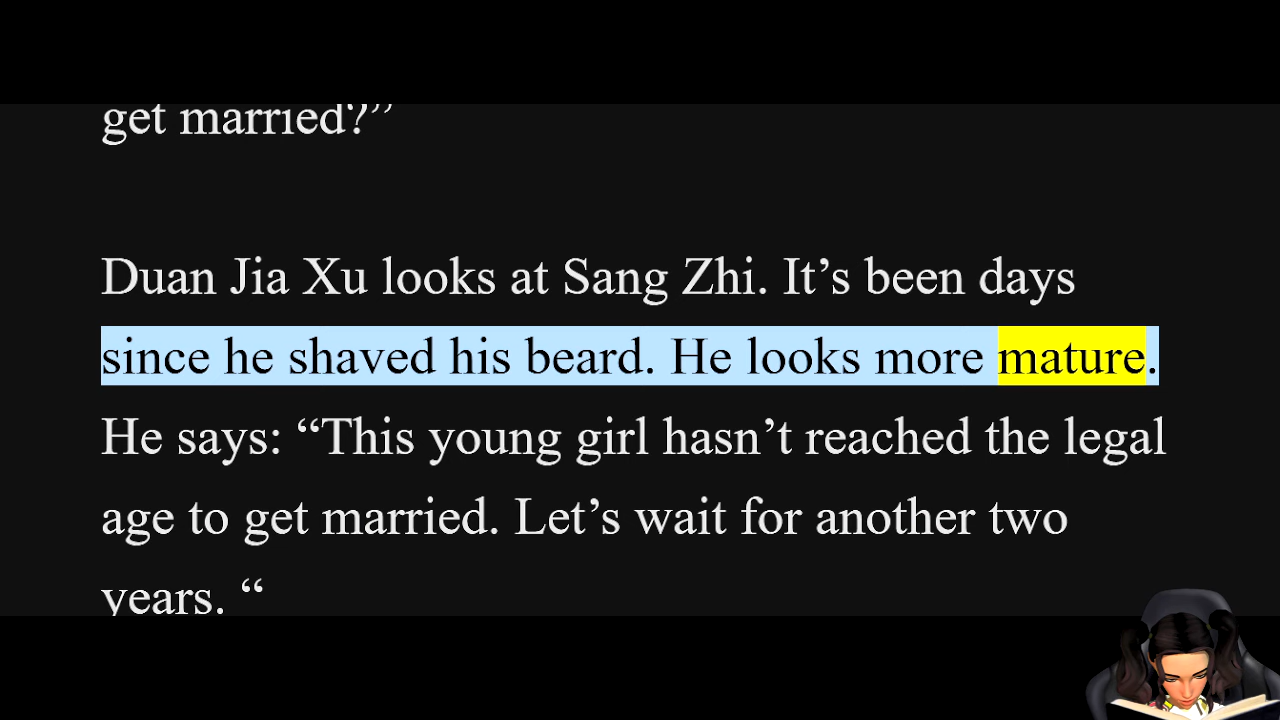 get married?”
Duan Jia Xu looks at Sang Zhi. It’s been days
since he shaved his beard. He looks more mature.
He says: “This young girl hasn’t reached the legal
age to get married. Let’s wait for another two
years. “